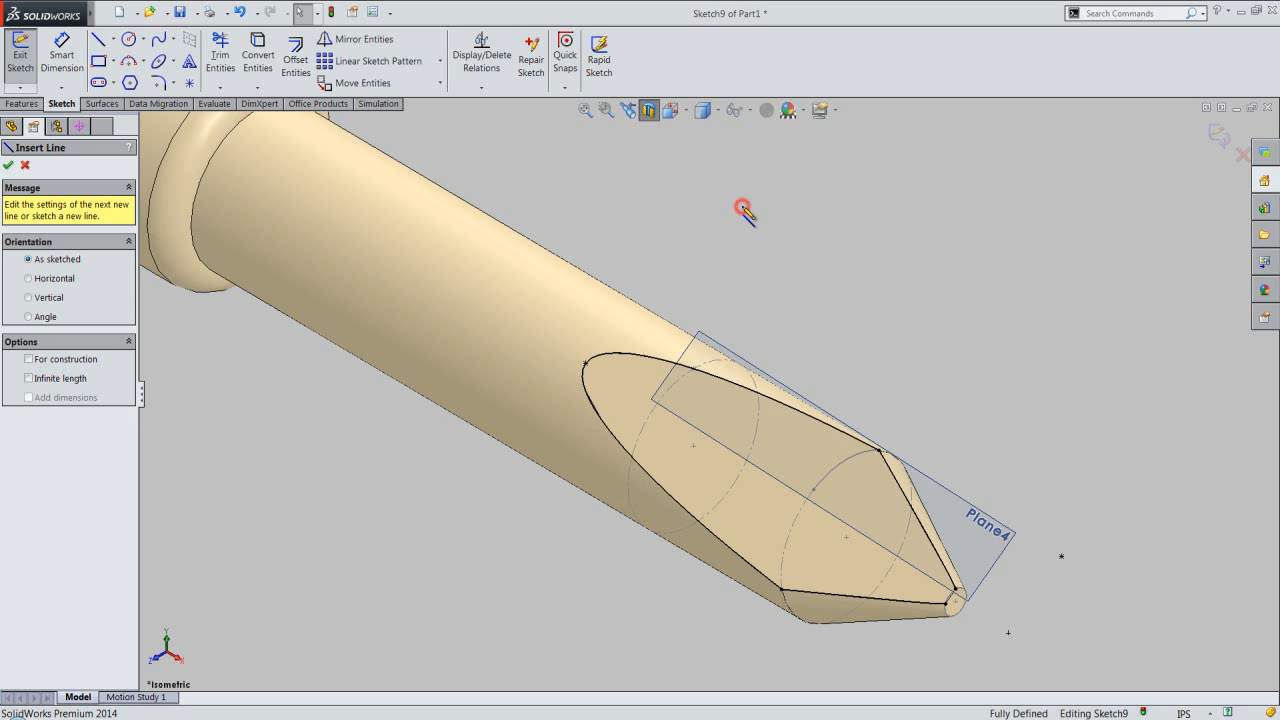 SOLIDWORKS
Sketch9 of Part1 *
Search Commands
Exit
Sketch
Smart
Dimension
Trim
Entities
Convert
Entities
Offset
Entities
Mirror Entities
Linear Sketch Pattern
Move Entities
Display/Delete
Relations
Repair
Sketch
Quick
Snaps
Rapid
Sketch
Features
Sketch
Surfaces
Data Migration
Evaluate
DimXpert
Office Products
Simulation
Insert Line
?
Message
Edit the settings of the next new
line or sketch a new line.
Orientation
As sketched
Horizontal
Vertical
Angle
Options
For construction
Infinite length
Add dimensions
Plane4
Y
Z
X
*Isometric
Model
Motion Study 1
SolidWorks Premium 2014
Fully Defined
Editing Sketch9
IPS